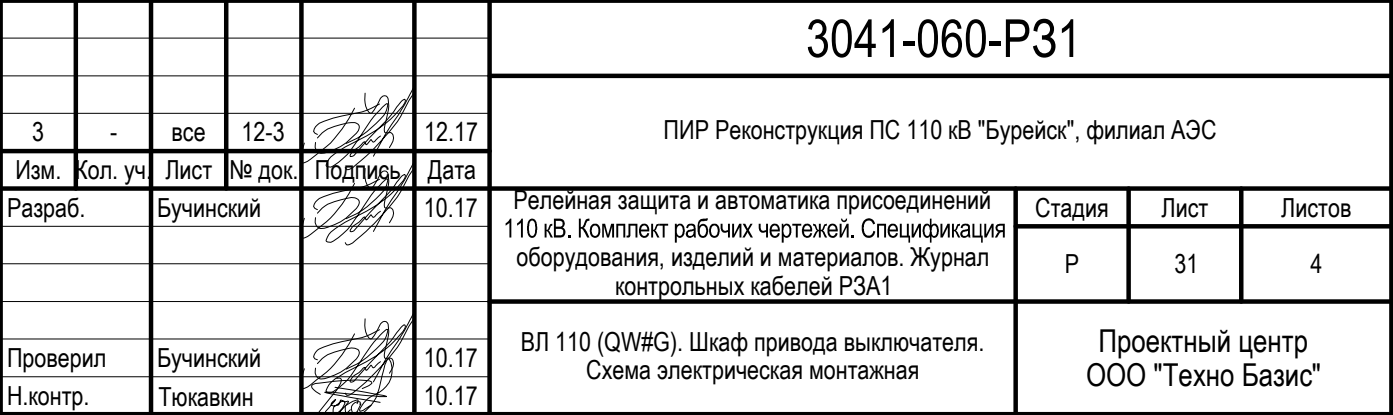 3041-060-РЗ1
ПИР Реконструкция ПС 110 кВ "Бурейск", филиал АЭС
3 - все 12-3 12.17
Изм. Кол. уч. Лист № док. Подпись Дата
Разраб. Бучинский 10.17
Проверил Бучинский 10.17
Н.контр. Тюкавкин 10.17
Релейная защита и автоматика присоединений
110 кВ. Комплект рабочих чертежей. Спецификация
оборудования, изделий и материалов. Журнал
контрольных кабелей РЗА1
Стадия Лист Листов
Р 31 4
ВЛ 110 (QW#G). Шкаф привода выключателя.
Схема электрическая монтажная
Проектный центр
ООО "Техно Базис"